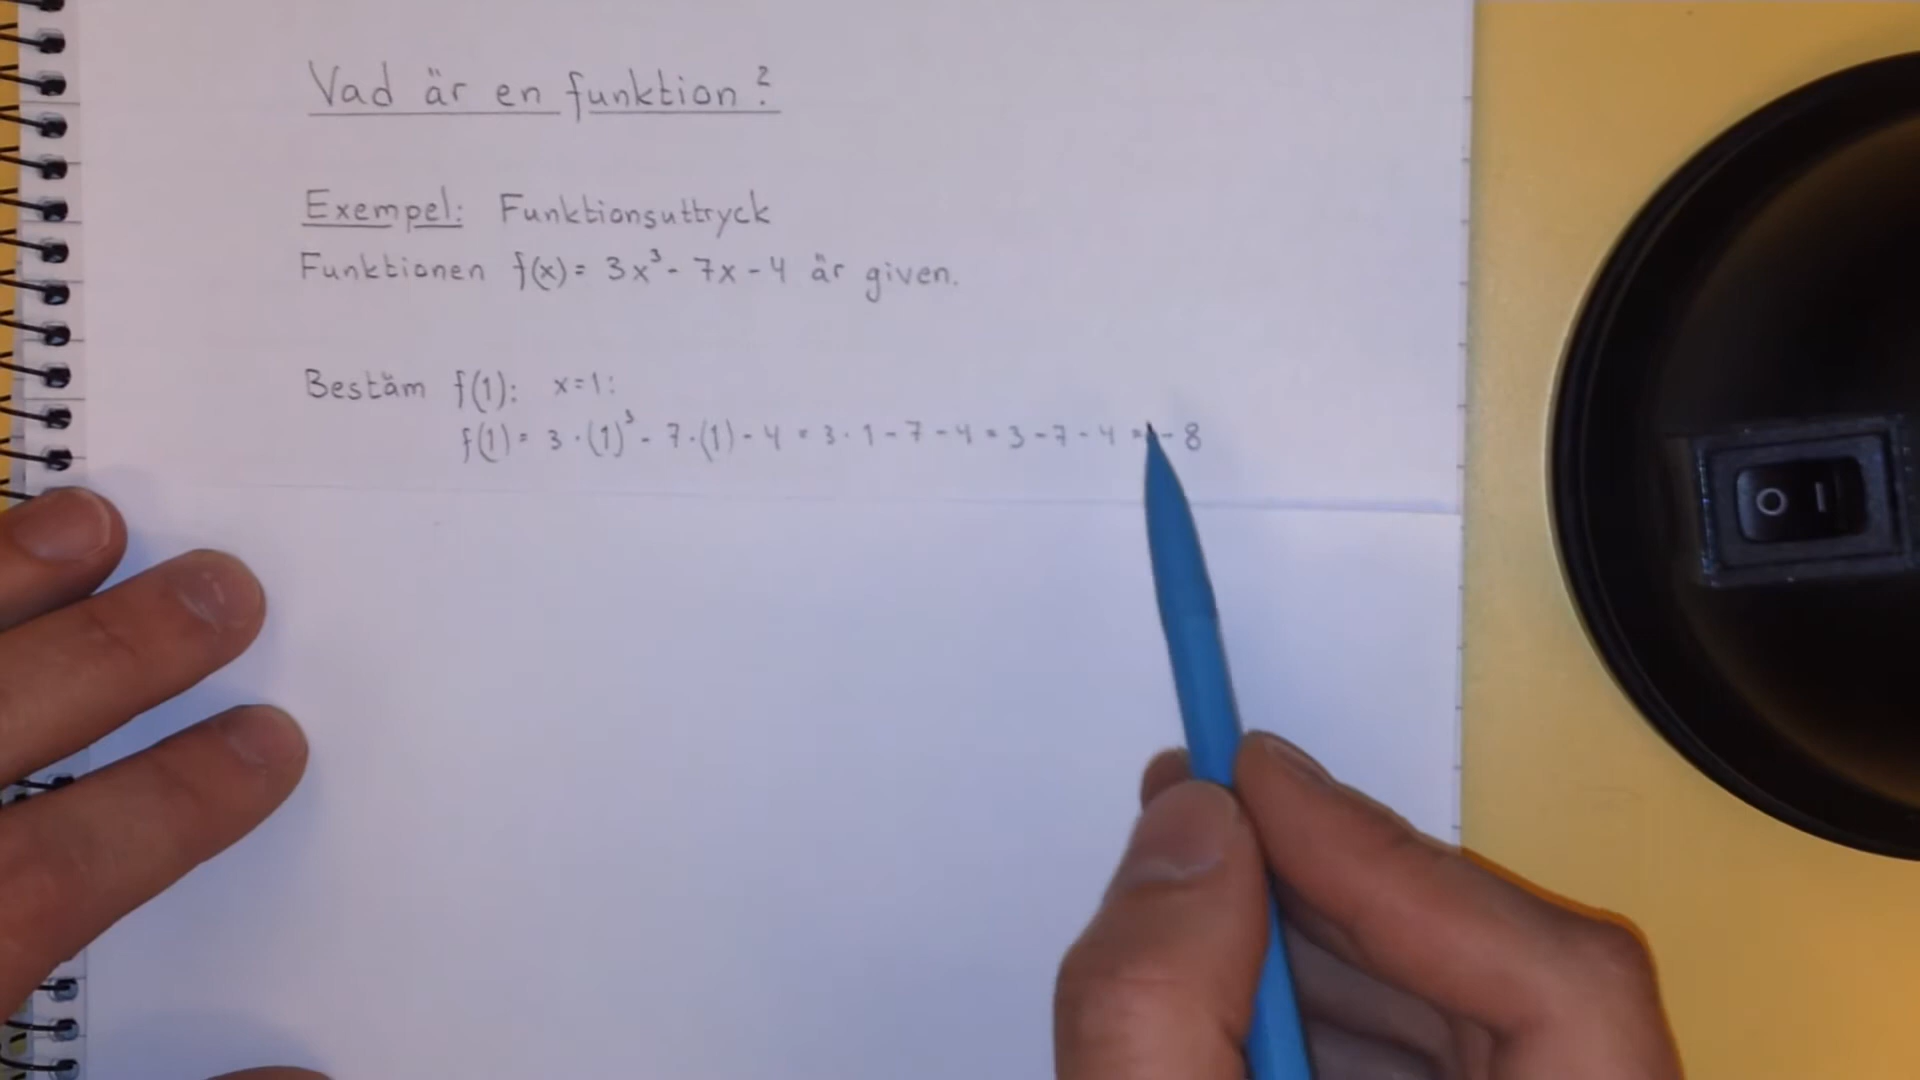 Vad är en funktion?
Exempel: Funktionsuttryck
Funktionen f(x) = 3x³ - 7x - 4 är given.
Bestäm f(1): x=1:
f(1) = 3 · (1)³ - 7 · (1) - 4 = 3 · 1 - 7 - 4 = 3 - 7 - 4 = - 8